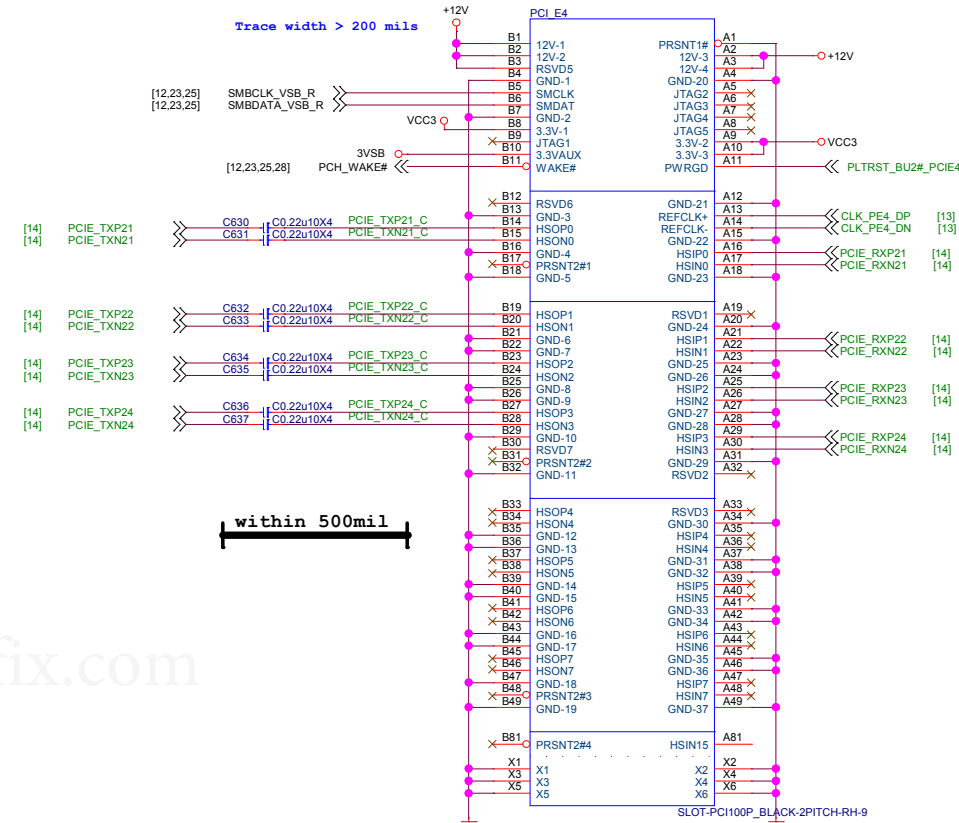 +12V
PCI_E4
Trace width > 200 mils
B1 12V-1 PRSNT1# A1
B2 12V-2 12V-3 A2
B3 RSVD5 12V-4 A3 +12V
B4 GND-1 GND-20 A4
[12,23,25] SMBCLK_VSB_R B5 SMCLK JTAG2 A5
[12,23,25] SMBDATA_VSB_R B6 SMDAT JTAG3 A6
B7 GND-2 JTAG4 A7
VCC3 B8 3.3V-1 JTAG5 A8
B9 JTAG1 3.3V-2 A9 VCC3
3VSB B10 3.3VAUX 3.3V-3 A10
[12,23,25,28] PCH_WAKE# B11 WAKE# PWRGD A11 PLTRST_BU2#_PCIE4
B12 RSVD6 GND-21 A12
B13 GND-3 REFCLK+ A13 CLK_PE4_DP [13]
[14] PCIE_TXP21 C630 C0.22u10X4 PCIE_TXP21_C B14 HSOP0 REFCLK- A14 CLK_PE4_DN [13]
[14] PCIE_TXN21 C631 C0.22u10X4 PCIE_TXN21_C B15 HSON0 GND-22 A15
B16 GND-4 HSIP0 A16 PCIE_RXP21 [14]
B17 PRSNT2#1 HSIN0 A17 PCIE_RXN21 [14]
B18 GND-5 GND-23 A18
[14] PCIE_TXP22 C632 C0.22u10X4 PCIE_TXP22_C B19 HSOP1 RSVD1 A19
[14] PCIE_TXN22 C633 C0.22u10X4 PCIE_TXN22_C B20 HSON1 GND-24 A20
B21 GND-6 HSIP1 A21 PCIE_RXP22 [14]
B22 GND-7 HSIN1 A22 PCIE_RXN22 [14]
[14] PCIE_TXP23 C634 C0.22u10X4 PCIE_TXP23_C B23 HSOP2 GND-25 A23
[14] PCIE_TXN23 C635 C0.22u10X4 PCIE_TXN23_C B24 HSON2 GND-26 A24
B25 GND-8 HSIP2 A25 PCIE_RXP23 [14]
B26 GND-9 HSIN2 A26 PCIE_RXN23 [14]
[14] PCIE_TXP24 C636 C0.22u10X4 PCIE_TXP24_C B27 HSOP3 GND-27 A27
[14] PCIE_TXN24 C637 C0.22u10X4 PCIE_TXN24_C B28 HSON3 GND-28 A28
B29 GND-10 HSIP3 A29 PCIE_RXP24 [14]
B30 RSVD7 HSIN3 A30 PCIE_RXN24 [14]
B31 PRSNT2#2 GND-29 A31
B32 GND-11 RSVD2 A32
B33 HSOP4 RSVD3 A33
within 500mil B34 HSON4 GND-30 A34
B35 GND-12 HSIP4 A35
B36 GND-13 HSIN4 A36
B37 HSOP5 GND-31 A37
B38 HSON5 GND-32 A38
B39 GND-14 HSIP5 A39
B40 GND-15 HSIN5 A40
B41 HSOP6 GND-33 A41
B42 HSON6 GND-34 A42
B43 GND-16 HSIP6 A43
B44 GND-17 HSIN6 A44
B45 HSOP7 GND-35 A45
B46 HSON7 GND-36 A46
B47 GND-18 HSIP7 A47
B48 PRSNT2#3 HSIN7 A48
B49 GND-19 GND-37 A49
fix.com
B81 PRSNT2#4 HSIN15 A81
X1 X1 X2 X2
X3 X3 X4 X4
X5 X5 X6 X6
SLOT-PCI100P_BLACK-2PITCH-RH-9